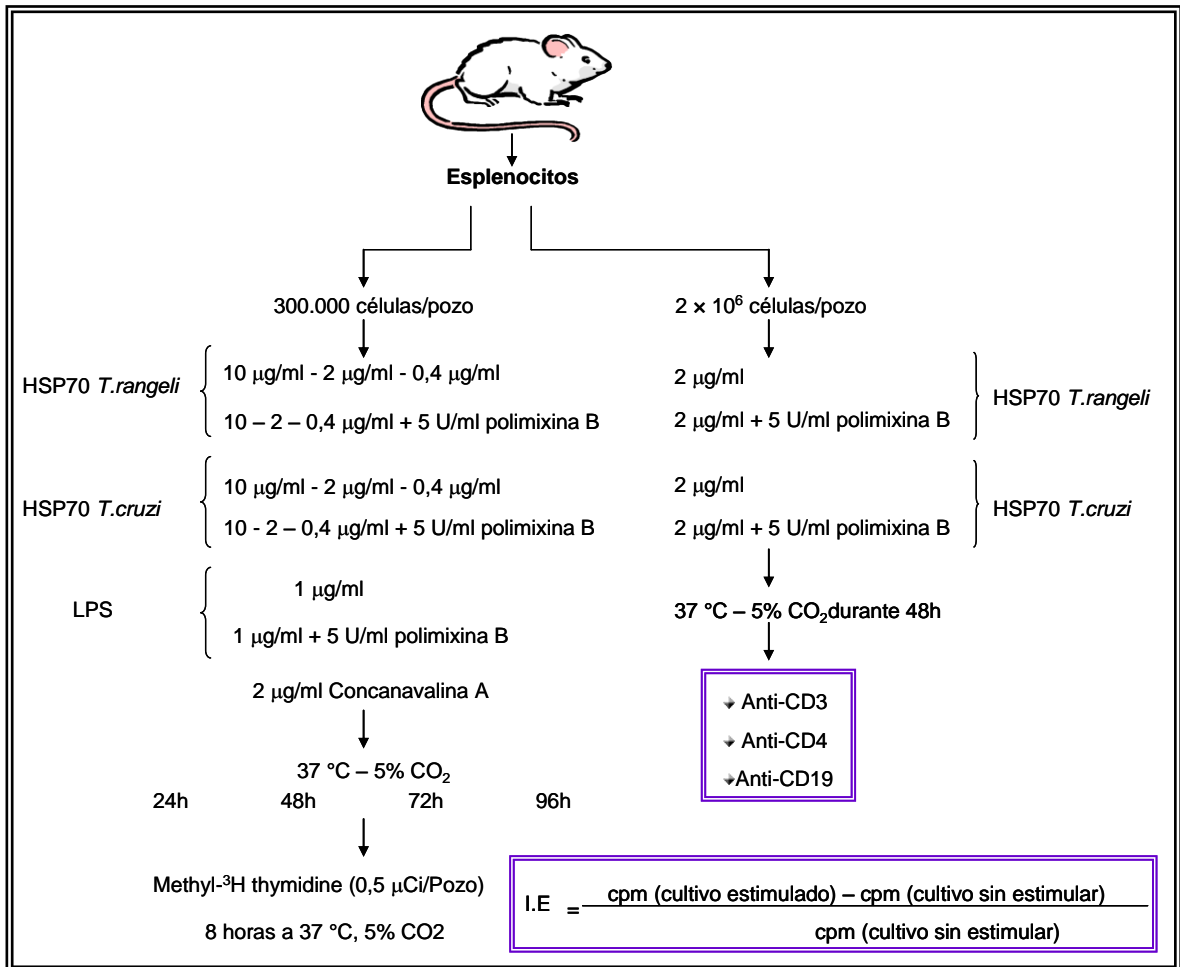 Esplenocitos
300.000 células/pozo
HSP70 T.rangeli
10 μg/ml - 2 μg/ml - 0,4 μg/ml
10 – 2 – 0,4 μg/ml + 5 U/ml polimixina B
HSP70 T.cruzi
10 μg/ml - 2 μg/ml - 0,4 μg/ml
10 - 2 – 0,4 μg/ml + 5 U/ml polimixina B
LPS
1 μg/ml
1 μg/ml + 5 U/ml polimixina B
2 μg/ml Concanavalina A
37 °C – 5% CO₂
24h 48h 72h 96h
Methyl-³H thymidine (0,5 μCi/Pozo)
8 horas a 37 °C, 5% CO2
2 × 10⁶ células/pozo
2 μg/ml
2 μg/ml + 5 U/ml polimixina B
HSP70 T.rangeli
2 μg/ml
2 μg/ml + 5 U/ml polimixina B
HSP70 T.cruzi
37 °C – 5% CO₂durante 48h
Anti-CD3
Anti-CD4
Anti-CD19
I.E = cpm (cultivo estimulado) – cpm (cultivo sin estimular)
cpm (cultivo sin estimular)